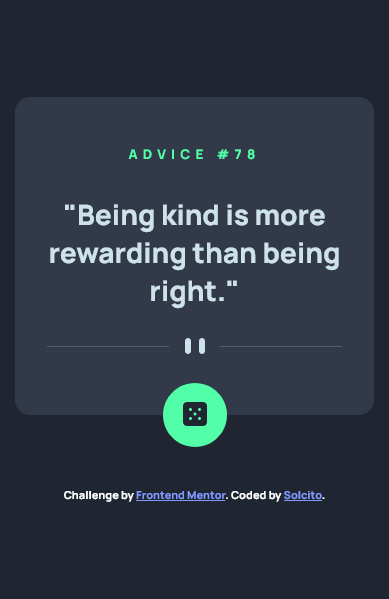 ADVICE #78
"Being kind is more
rewarding than being
right."
Challenge by Frontend Mentor. Coded by Solcito.